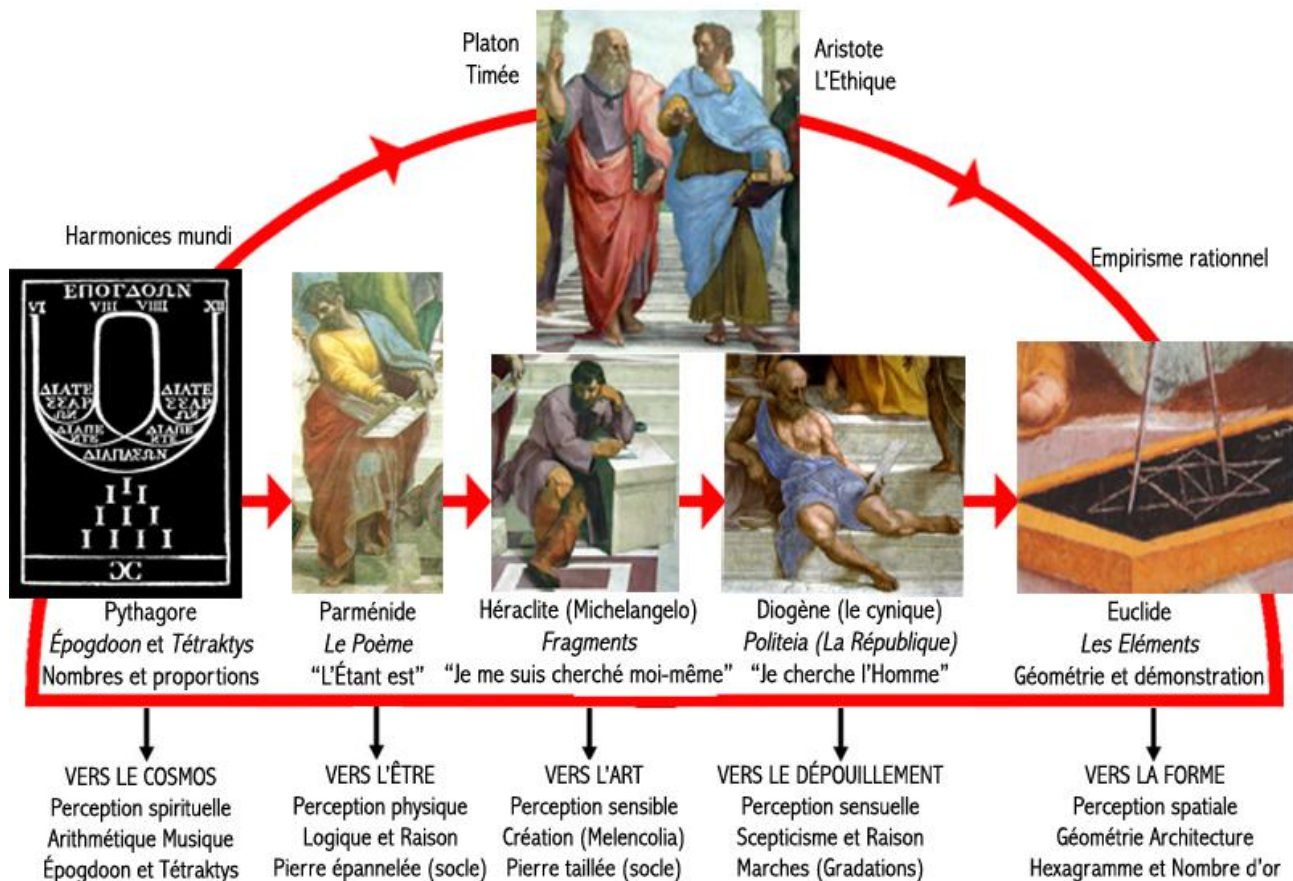 Platon
Timée
Aristote
L'Ethique
Harmonices mundi
Empirisme rationnel
ΕΠΟΓΔΟΩΝ
VI VIII VIIII XII
ΔΙΑΤΕ
ΣΣΑΡ
ΩΝ
ΔΙΑΤΕ
ΣΣΑΡ
ΩΝ
ΔΙΑΠΕ
ΝΤΕ
ΔΙΑΠΕ
ΝΤΕ
ΔΙΑΠΑΣΩΝ
I
I I
I I I
I I I I
Pythagore
Épogdoon et Tétraktys
Nombres et proportions
Parménide
Le Poème
“L'Étant est”
Héraclite (Michelangelo)
Fragments
“Je me suis cherché moi-même”
Diogène (le cynique)
Politeia (La République)
“Je cherche l'Homme”
Euclide
Les Eléments
Géométrie et démonstration
VERS LE COSMOS
Perception spirituelle
Arithmétique Musique
Épogdoon et Tétraktys
VERS L'ÊTRE
Perception physique
Logique et Raison
Pierre épannelée (socle)
VERS L'ART
Perception sensible
Création (Melencolia)
Pierre taillée (socle)
VERS LE DÉPOUILLEMENT
Perception sensuelle
Scepticisme et Raison
Marches (Gradations)
VERS LA FORME
Perception spatiale
Géométrie Architecture
Hexagramme et Nombre d'or